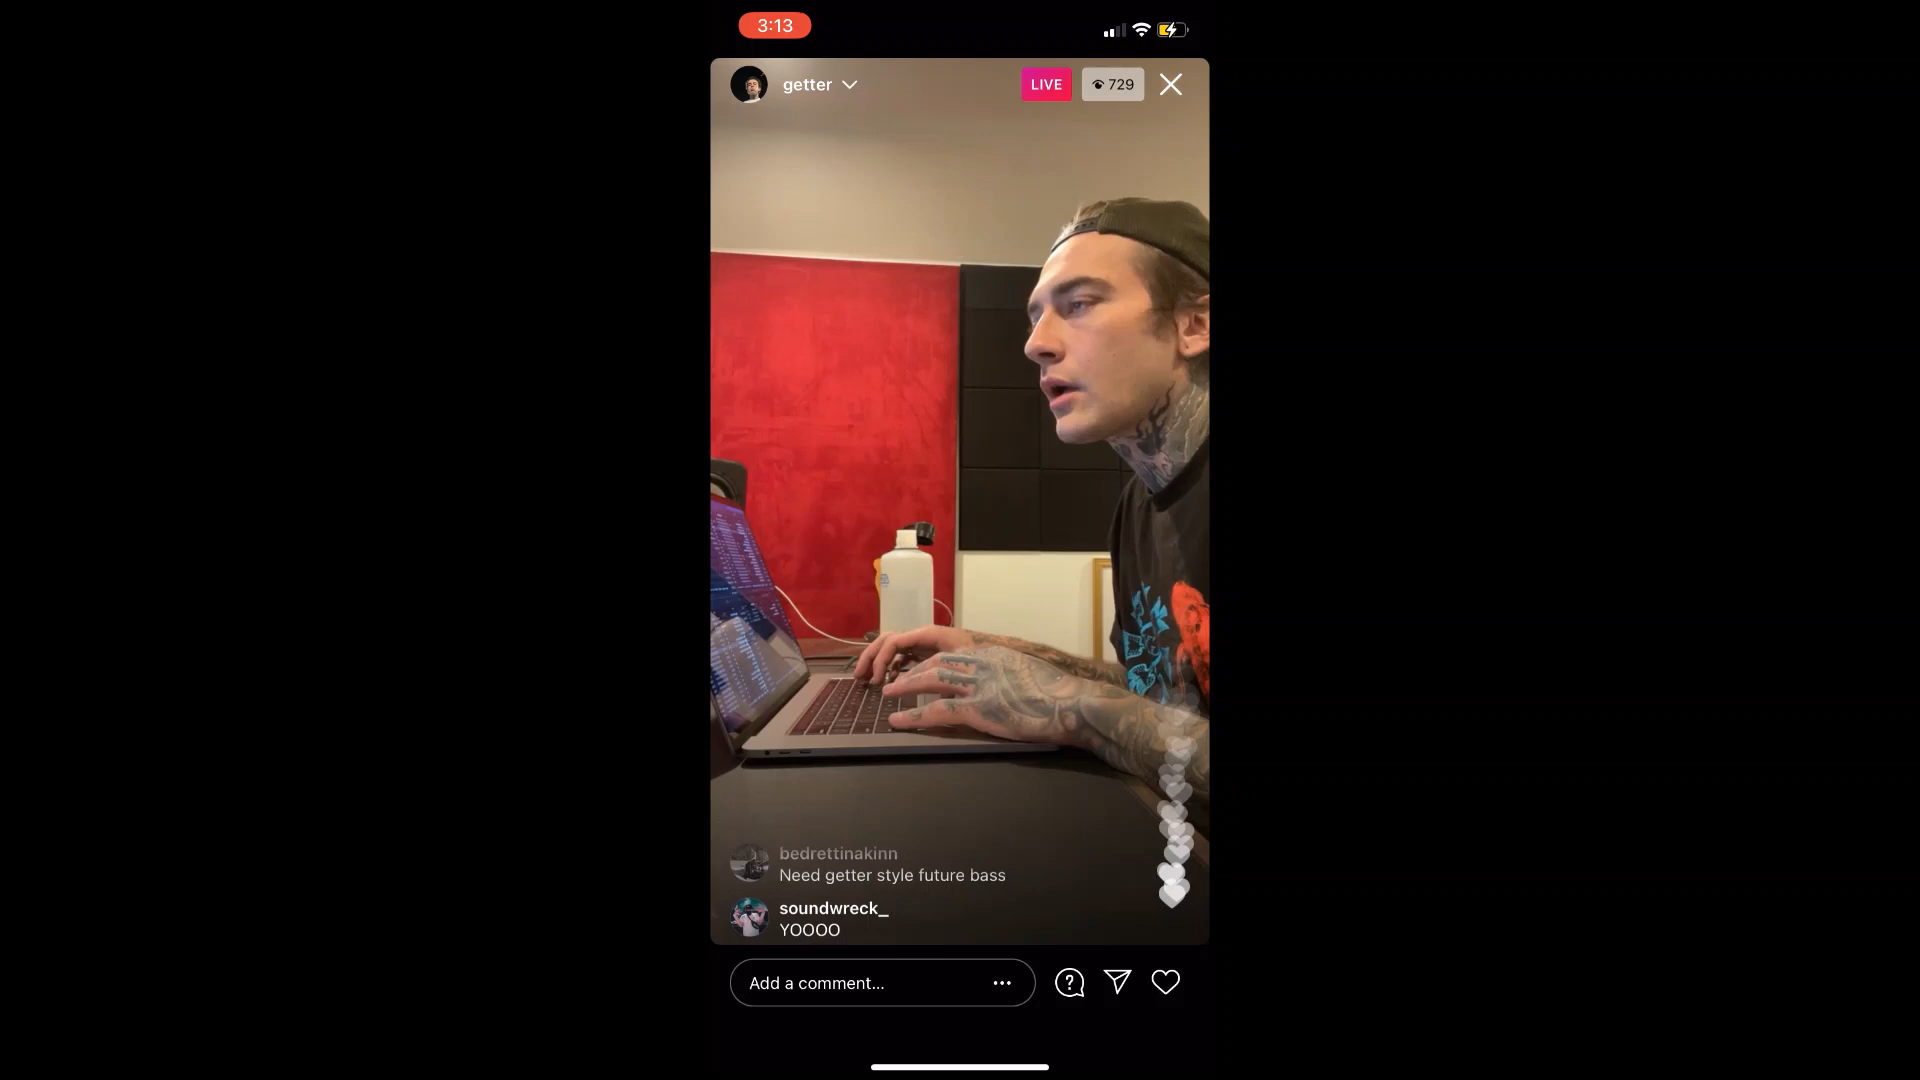 3:13
getter
LIVE
729
bedrettinakinn
Need getter style future bass
soundwreck_
YOOOO
Add a comment...